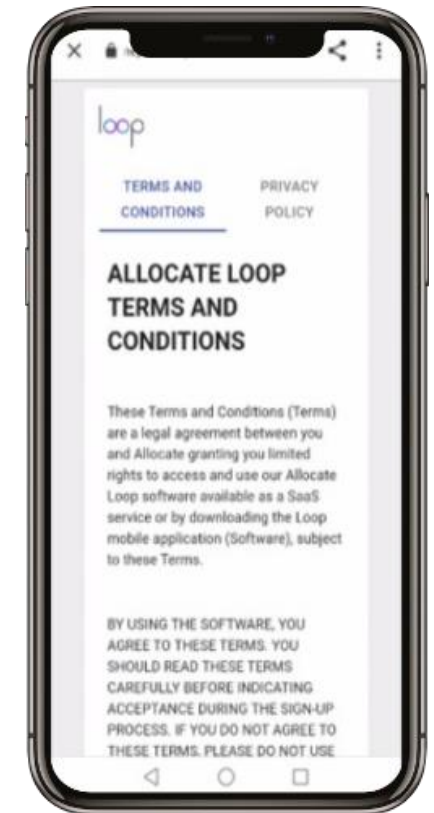 loop
TERMS AND
CONDITIONS
PRIVACY
POLICY
ALLOCATE LOOP
TERMS AND
CONDITIONS
These Terms and Conditions (Terms)
are a legal agreement between you
and Allocate granting you limited
rights to access and use our Allocate
Loop software available as a SaaS
service or by downloading the Loop
mobile application (Software), subject
to these Terms.
BY USING THE SOFTWARE, YOU
AGREE TO THESE TERMS. YOU
SHOULD READ THESE TERMS
CAREFULLY BEFORE INDICATING
ACCEPTANCE DURING THE SIGN-UP
PROCESS. IF YOU DO NOT AGREE TO
THESE TERMS, PLEASE DO NOT USE